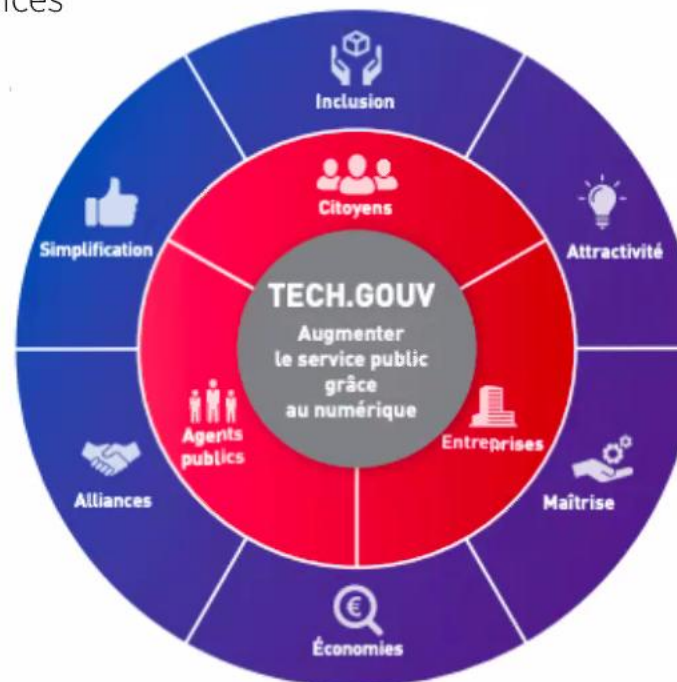 Inclusion
Citoyens
Simplification
Attractivité
TECH.GOUV
Augmenter
le service public
grâce
au numérique
Agents
publics
Entreprises
Alliances
Maîtrise
Économies